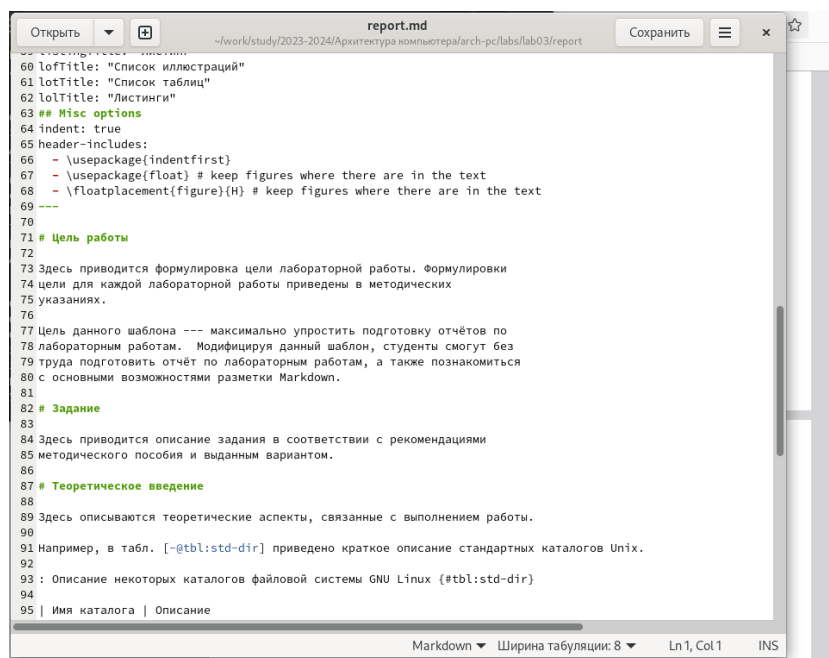 Открыть
report.md
~/work/study/2023-2024/Архитектура компьютера/arch-pc/labs/lab03/report
Сохранить
60 lofTitle: "Список иллюстраций"
61 lotTitle: "Список таблиц"
62 lolTitle: "Листинги"
63 ## Misc options
64 indent: true
65 header-includes:
66   - \usepackage{indentfirst}
67   - \usepackage{float} # keep figures where there are in the text
68   - \floatplacement{figure}{H} # keep figures where there are in the text
69 ---
70
71 # Цель работы
72
73 Здесь приводится формулировка цели лабораторной работы. Формулировки
74 цели для каждой лабораторной работы приведены в методических
75 указаниях.
76
77 Цель данного шаблона --- максимально упростить подготовку отчётов по
78 лабораторным работам.  Модифицируя данный шаблон, студенты смогут без
79 труда подготовить отчёт по лабораторным работам, а также познакомиться
80 с основными возможностями разметки Markdown.
81
82 # Задание
83
84 Здесь приводится описание задания в соответствии с рекомендациями
85 методического пособия и выданным вариантом.
86
87 # Теоретическое введение
88
89 Здесь описываются теоретические аспекты, связанные с выполнением работы.
90
91 Например, в табл. [-@tbl:std-dir] приведено краткое описание стандартных каталогов Unix.
92
93 : Описание некоторых каталогов файловой системы GNU Linux {#tbl:std-dir}
94
95 | Имя каталога | Описание
Markdown Ширина табуляции: 8 Ln 1, Col 1 INS